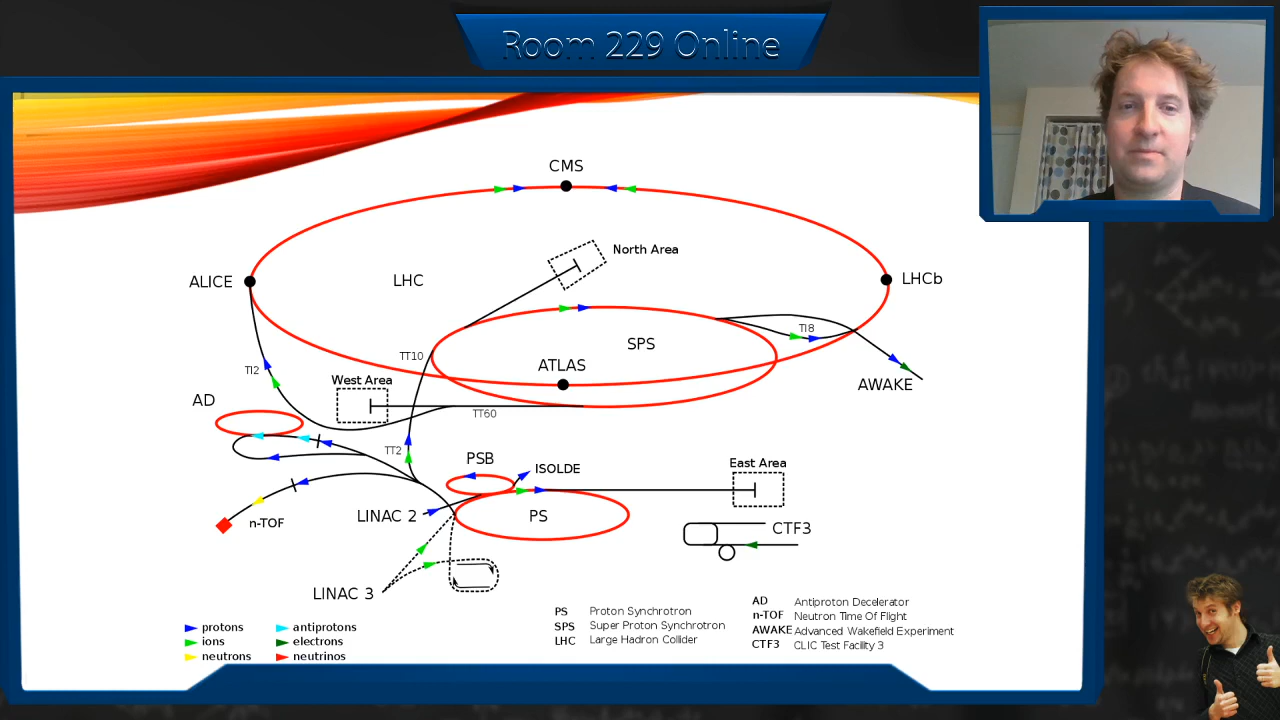 Room 229 Online
CMS
North Area
ALICE
LHC
LHCb
TI8
SPS
TT10
ATLAS
TI2
West Area
AWAKE
AD
TT60
TT2
PSB
ISOLDE
East Area
n-TOF
LINAC 2
PS
CTF3
LINAC 3
protons
ions
neutrons
antiprotons
electrons
neutrinos
PS Proton Synchrotron
SPS Super Proton Synchrotron
LHC Large Hadron Collider
AD Antiproton Decelerator
n-TOF Neutron Time Of Flight
AWAKE Advanced Wakefield Experiment
CTF3 CLIC Test Facility 3